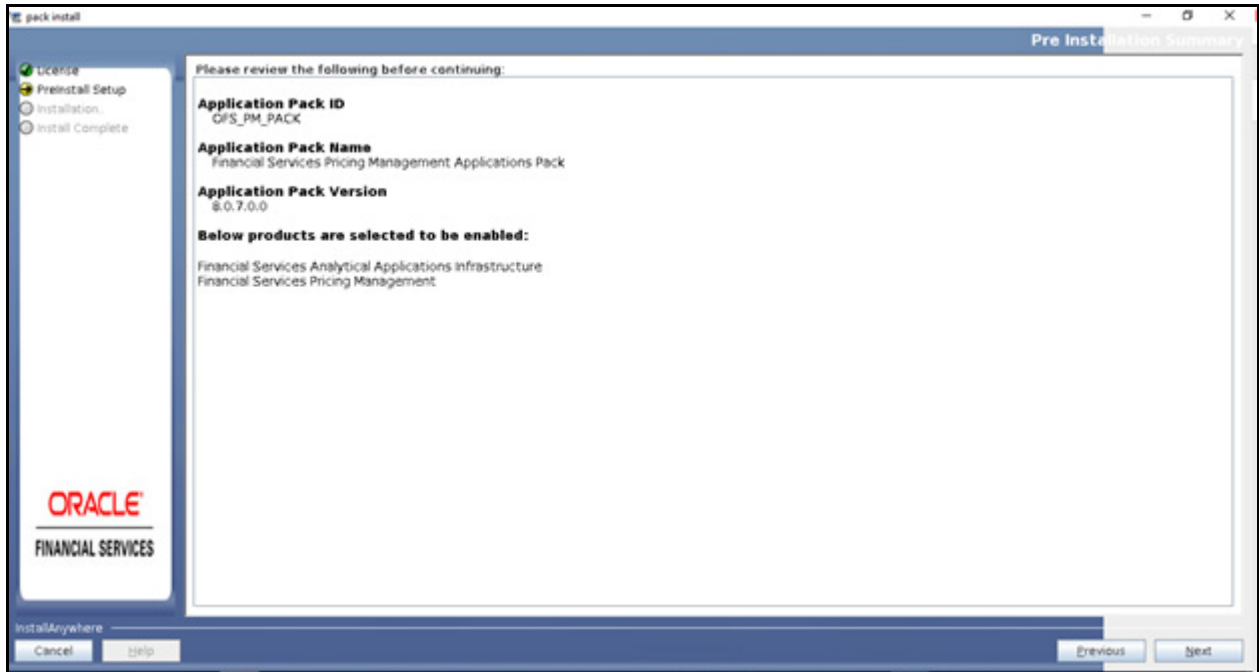 pack install
Pre Installation Summary
License
Preinstall Setup
Installation..
Install Complete
Please review the following before continuing:
Application Pack ID
OFS_PM_PACK
Application Pack Name
Financial Services Pricing Management Applications Pack
Application Pack Version
8.0.7.0.0
Below products are selected to be enabled:
Financial Services Analytical Applications Infrastructure
Financial Services Pricing Management
ORACLE
FINANCIAL SERVICES
InstallAnywhere
Cancel
Help
Previous
Next